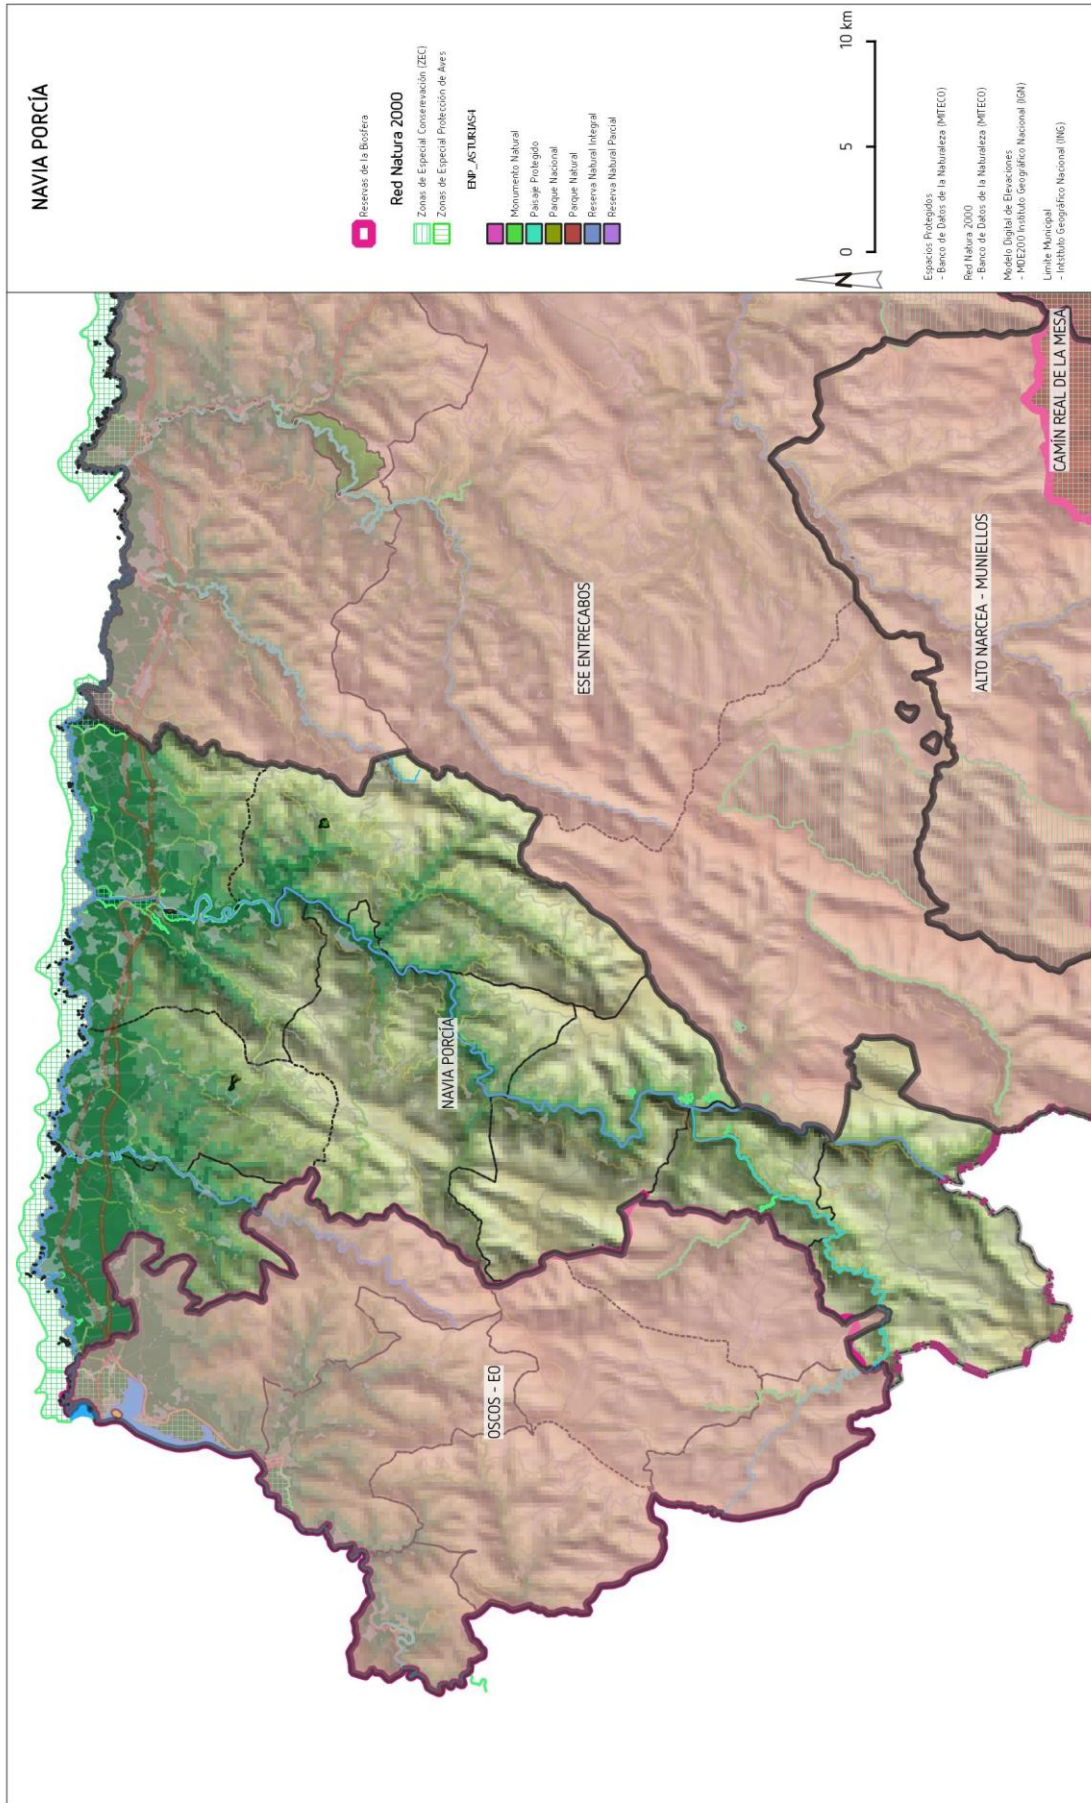 NAVIA PORCÍA
Reservas de la Biosfera
Red Natura 2000
Zonas de Especial Conserevación (ZEC)
Zonas de Especial Protección de Aves
ENP_ASTURIAS4
Monumento Natural
Paisaje Protegido
Parque Nacional
Parque Natural
Reserva Natural Integral
Reserva Natural Parcial
N
0 5 10 km
Espacios Protegidos
- Banco de Datos de la Naturaleza (MITECO)
Red Natura 2000
- Banco de Datos de la Naturaleza (MITECO)
Modelo Digital de Elevaciones
- MDE200 Instituto Geográfico Nacional (IGN)
Limite Municipal
- Intstituto Geográfico Nacional (ING)
OSCOS - EO
NAVIA PORCÍA
ESE ENTRECABOS
ALTO NARCEA - MUNIELLOS
CAMÍN REAL DE LA MESA